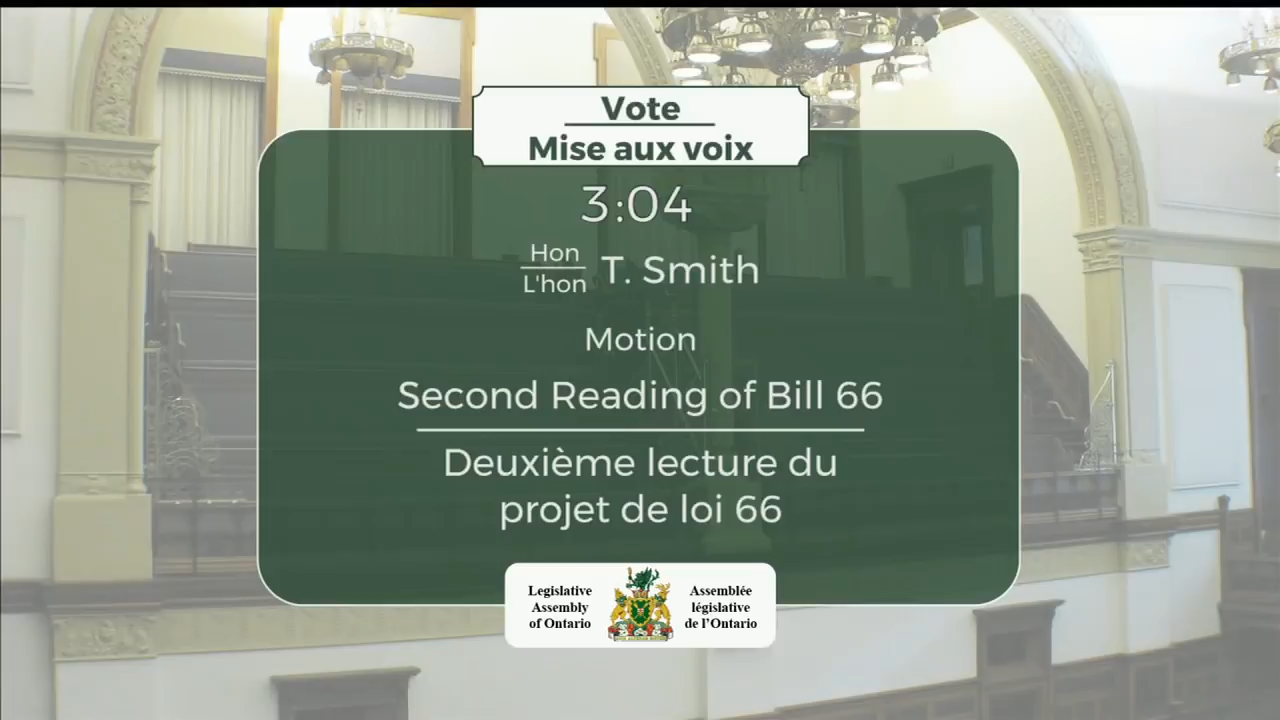 Vote
Mise aux voix
3:04
Hon
L'hon
T. Smith
Motion
Second Reading of Bill 66
Deuxième lecture du
projet de loi 66
Legislative
Assembly
of Ontario
Assemblée
législative
de l'Ontario